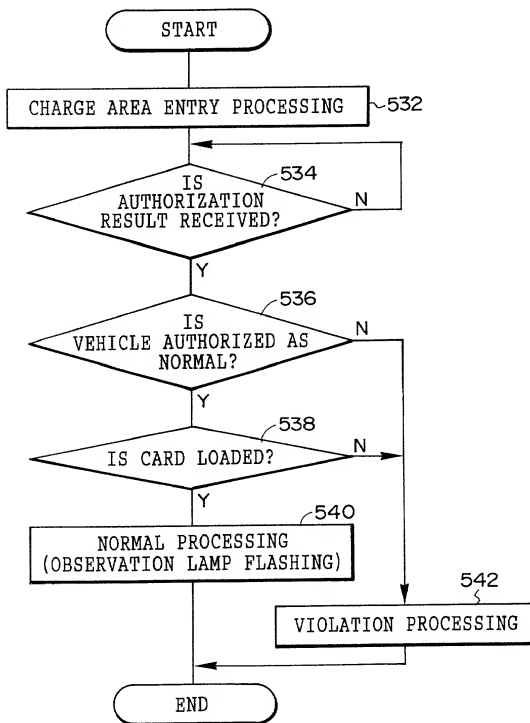 START
CHARGE AREA ENTRY PROCESSING
532
534
IS
AUTHORIZATION
RESULT RECEIVED?
N
Y
536
IS
VEHICLE AUTHORIZED AS
NORMAL?
N
Y
538
IS CARD LOADED?
N
Y
540
NORMAL PROCESSING
(OBSERVATION LAMP FLASHING)
542
VIOLATION PROCESSING
END